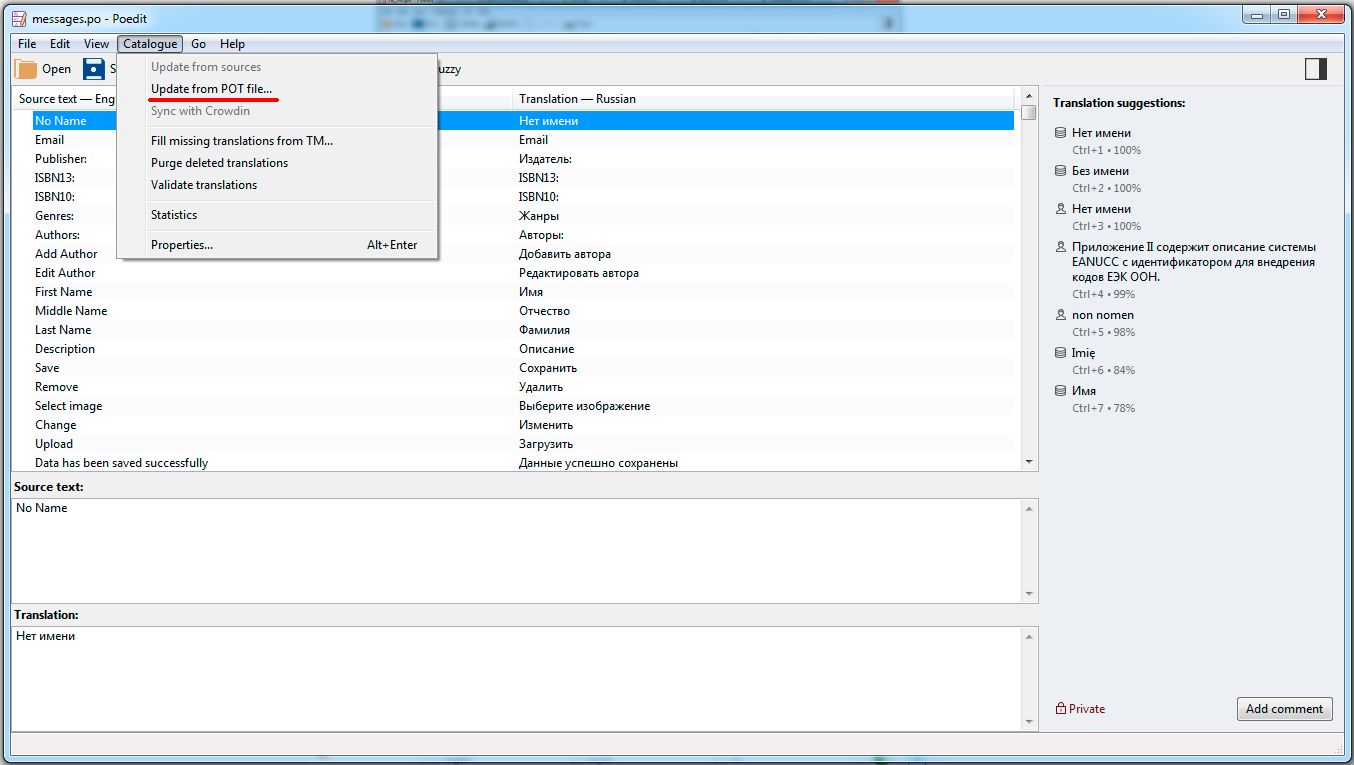 messages.po - Poedit
File Edit View Catalogue Go Help
Open S uzzy
Update from sources
Update from POT file...
Sync with Crowdin
Fill missing translations from TM...
Purge deleted translations
Validate translations
Statistics
Properties... Alt+Enter
Source text — Eng Translation — Russian
No Name Нет имени
Email Email
Publisher: Издатель:
ISBN13: ISBN13:
ISBN10: ISBN10:
Genres: Жанры
Authors: Авторы:
Add Author Добавить автора
Edit Author Редактировать автора
First Name Имя
Middle Name Отчество
Last Name Фамилия
Description Описание
Save Сохранить
Remove Удалить
Select image Выберите изображение
Change Изменить
Upload Загрузить
Data has been saved successfully Данные успешно сохранены
Source text:
No Name
Translation:
Нет имени
Translation suggestions:
Нет имени
Ctrl+1 • 100%
Без имени
Ctrl+2 • 100%
Нет имени
Ctrl+3 • 100%
Приложение II содержит описание системы
EANUCC с идентификатором для внедрения
кодов ЕЭК ООН.
Ctrl+4 • 99%
non nomen
Ctrl+5 • 98%
Imię
Ctrl+6 • 84%
Имя
Ctrl+7 • 78%
Private
Add comment